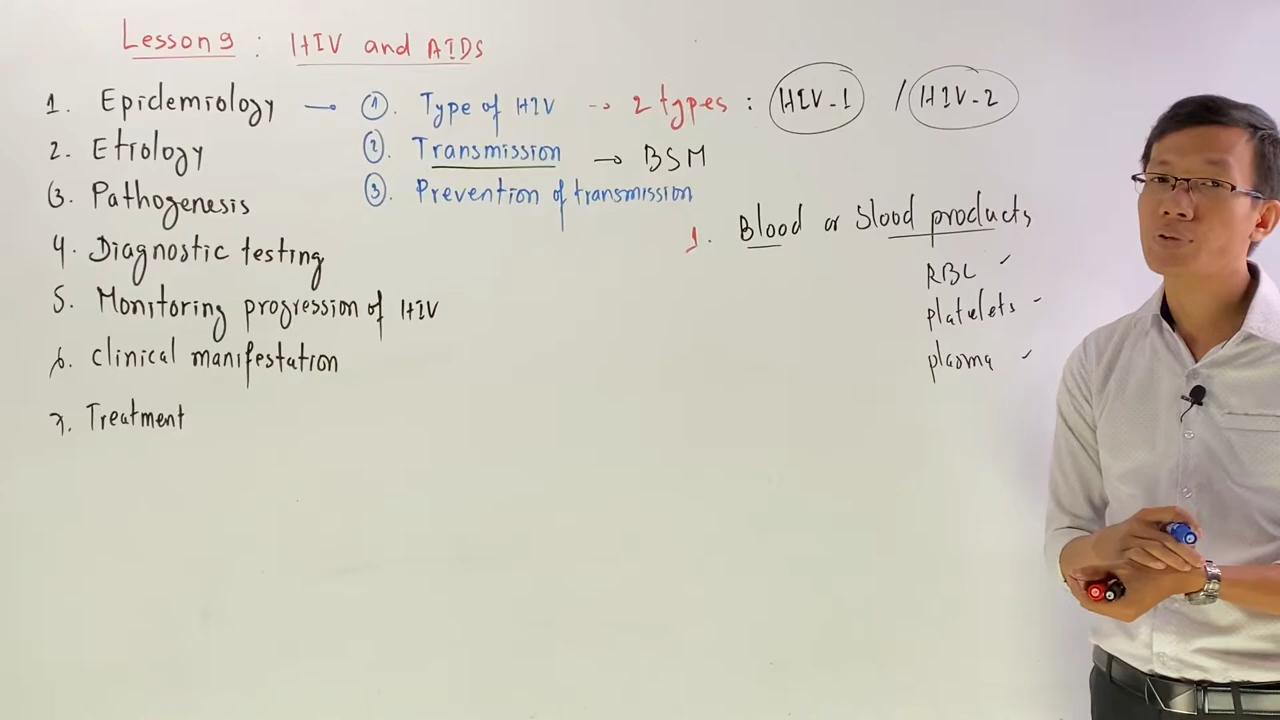 Lesson 9 : HIV and AIDS
1. Epidemiology → ①. Type of HIV → 2 types : HIV-1 / HIV-2
2. Etiology ②. Transmission → BSM
3. Pathogenesis ③. Prevention of transmission
1. Blood or Blood products
4. Diagnostic testing
RBC ✓
5. Monitoring progression of HIV
platelets ✓
6. clinical manifestation
plasma ✓
7. Treatment